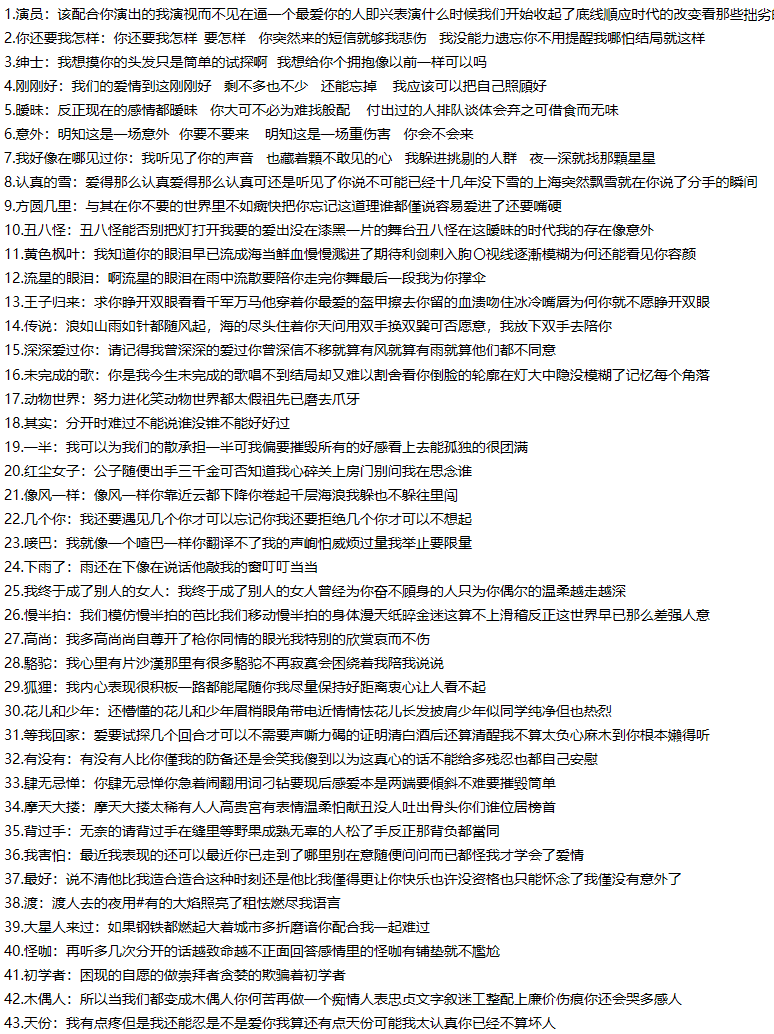 1.演员：该配合你演出的我演视而不见在逼一个最爱你的人即兴表演什么时候我们开始收起了底线順应时代的改变看那些拙劣
2.你还要我怎样：你还要我怎样 要怎样 你突然来的短信就够我悲伤 我没能力遗忘你不用提醒我哪怕结局就这样
3.绅士：我想摸你的头发只是简单的试探啊 我想给你个拥抱像以前一样可以吗
4.刚刚好：我们的爱情到这刚刚好 剩不多也不少 还能忘掉 我应该可以把自己照顾好
5.暧昧：反正现在的感情都暧昧 你大可不必为难找般配 付出过的人排队谈体会弃之可借食而无味
6.意外：明知这是一场意外 你要不要来 明知这是一场重伤害 你会不会来
7.我好像在哪见过你：我听见了你的声音 也藏着顆不敢见的心 我躲进挑剔的人群 夜一深就找那顆星星
8.认真的雪：爱得那么认真爱得那么认真可还是听见了你说不可能已经十几年没下雪的上海突然飘雪就在你说了分手的瞬间
9.方圆几里：与其在你不要的世界里不如痴快把你忘记这道理谁都僅说容易爱进了还要嘴硬
10.丑八怪：丑八怪能否别把灯打开我要的爱出没在漆黑一片的舞台丑八怪在这暧昧的时代我的存在像意外
11.黄色枫叶：我知道你的眼泪早已流成海当鲜血慢慢溅进了期待利剑刺入朐〇视线逐漸模糊为何还能看见你容颜
12.流星的眼泪：啊流星的眼泪在雨中流散要陪你走完你舞最后一段我为你撑伞
13.王子归来：求你睁开双眼看看千军万马他穿着你最爱的盔甲擦去你留的血溃吻住冰冷嘴唇为何你就不愿睁开双眼
14.传说：浪如山雨如针都随风起，海的尽头住着你天问用双手换双巽可否愿意，我放下双手去陪你
15.深深爱过你：请记得我曾深深的爱过你曾深信不移就算有风就算有雨就算他们都不同意
16.未完成的歌：你是我今生未完成的歌唱不到结局却又难以割舍看你倒脸的轮廓在灯大中隐没模糊了记忆每个角落
17.动物世界：努力进化笑动物世界都太假祖先已磨去爪牙
18.其实：分开时难过不能说谁没锥不能好好过
19.一半：我可以为我们的散承担一半可我偏要摧毁所有的好感看上去能孤独的很团满
20.红尘女子：公子随便出手三千金可否知道我心碎关上房门别问我在思念谁
21.像风一样：像风一样你靠近云都下降你卷起千层海浪我躲也不躲往里闯
22.几个你：我还要遇见几个你才可以忘记你我还要拒绝几个你才可以不想起
23.唼巴：我就像一个喳巴一样你翻译不了我的声峋怕威烦过量我举止要限量
24.下雨了：雨还在下像在说话他敲我的窗叮叮当当
25.我终于成了别人的女人：我终于成了别人的女人曾经为你奋不顾身的人只为你偶尔的温柔越走越深
26.慢半拍：我们模仿慢半拍的芭比我们移动慢半拍的身体漫天纸晬金迷这算不上滑稽反正这世界早已那么差强人意
27.高尚：我多高尚尚自尊开了枪你同情的眼光我特别的欣赏哀而不伤
28.駱鸵：我心里有片沙漠那里有很多駱鸵不再寂寞会困绕着我陪我说说
29.狐狸：我内心表现很积板一路都能尾随你我尽量保持好距离衷心让人看不起
30.花儿和少年：还懵懂的花儿和少年眉梢眼角带电近情情怯花儿长发披肩少年似同学纯净但也热烈
31.等我回家：爱要试探几个回合才可以不需要声嘶力碣的证明清白酒后还算清醒我不算太负心麻木到你根本嬾得听
32.有没有：有没有人比你僅我的防备还是会笑我傻到以为这真心的话不能给多残忍也都自己安慰
33.肆无忌惮：你肆无忌惮你急着闹翻用词刁钻要现后感爱本是两端要傾斜不难要摧毁简单
34.摩天大搂：摩天大搂太稀有人人高贵宫有表情温柔怕献丑没人吐出骨头你们谁位居榜首
35.背过手：无奈的请背过手在缝里等野果成熟无辜的人松了手反正那背负都當同
36.我害怕：最近我表现的还可以最近你已走到了哪里别在意随便问问而已都怪我才学会了爱情
37.最好：说不清他比我造合造合这种时刻还是他比我僅得更让你快乐也许没资格也只能怀念了我僅没有意外了
38.渡：渡人去的夜用#有的大焰照亮了租怯燃尽我语言
39.大星人来过：如果钢铁都燃起大着城市多折磨谙你配合我一起难过
40.怪咖：再听多几次分开的话越致命越不正面回答感情里的怪咖有铺垫就不尴尬
41.初学者：困现的自愿的做崇拜者贪婪的欺骗着初学者
42.木偶人：所以当我们都变成木偶人你何苦再做一个痴情人表忠贞文字叙迷工整配上廉价伤痕你还会哭多感人
43.天份：我有点疼但是我还能忍是不是爱你我算还有点天份可能我太认真你已经不算坏人